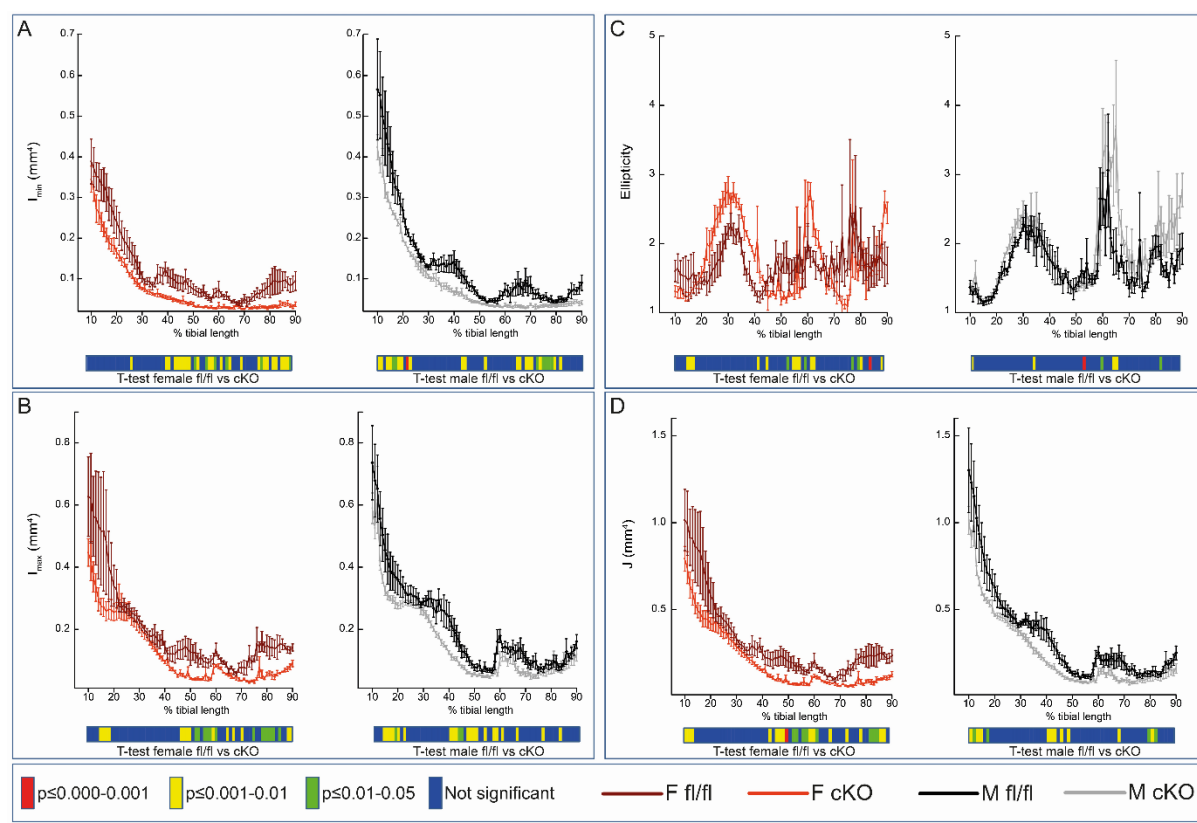 A
I min (mm⁴)
0.7
0.6
0.5
0.4
0.3
0.2
0.1
10 20 30 40 50 60 70 80 90
% tibial length
T-test female fl/fl vs cKO
0.7
0.6
0.5
0.4
0.3
0.2
0.1
10 20 30 40 50 60 70 80 90
% tibial length
T-test male fl/fl vs cKO
C
Ellipticity
5
4
3
2
1
10 20 30 40 50 60 70 80 90
% tibial length
T-test female fl/fl vs cKO
5
4
3
2
1
10 20 30 40 50 60 70 80 90
% tibial length
T-test male fl/fl vs cKO
B
I max (mm⁴)
0.8
0.6
0.4
0.2
10 20 30 40 50 60 70 80 90
% tibial length
T-test female fl/fl vs cKO
0.8
0.6
0.4
0.2
10 20 30 40 50 60 70 80 90
% tibial length
T-test male fl/fl vs cKO
D
J (mm⁴)
1.5
1.0
0.5
10 20 30 40 50 60 70 80 90
% tibial length
T-test female fl/fl vs cKO
1.5
1.0
0.5
10 20 30 40 50 60 70 80 90
% tibial length
T-test male fl/fl vs cKO
p≤0.000-0.001 p≤0.001-0.01 p≤0.01-0.05 Not significant F fl/fl F cKO M fl/fl M cKO